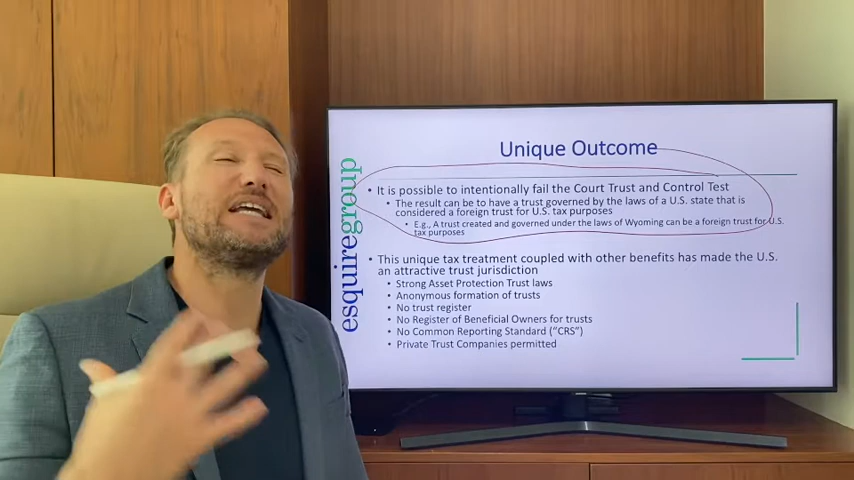 Unique Outcome
esquiregroup
• It is possible to intentionally fail the Court Trust and Control Test
• The result can be to have a trust governed by the laws of a U.S. state that is
considered a foreign trust for U.S. tax purposes
• E.g., A trust created and governed under the laws of Wyoming can be a foreign trust for U.S.
tax purposes
• This unique tax treatment coupled with other benefits has made the U.S.
an attractive trust jurisdiction
• Strong Asset Protection Trust laws
• Anonymous formation of trusts
• No trust register
• No Register of Beneficial Owners for trusts
• No Common Reporting Standard ("CRS")
• Private Trust Companies permitted